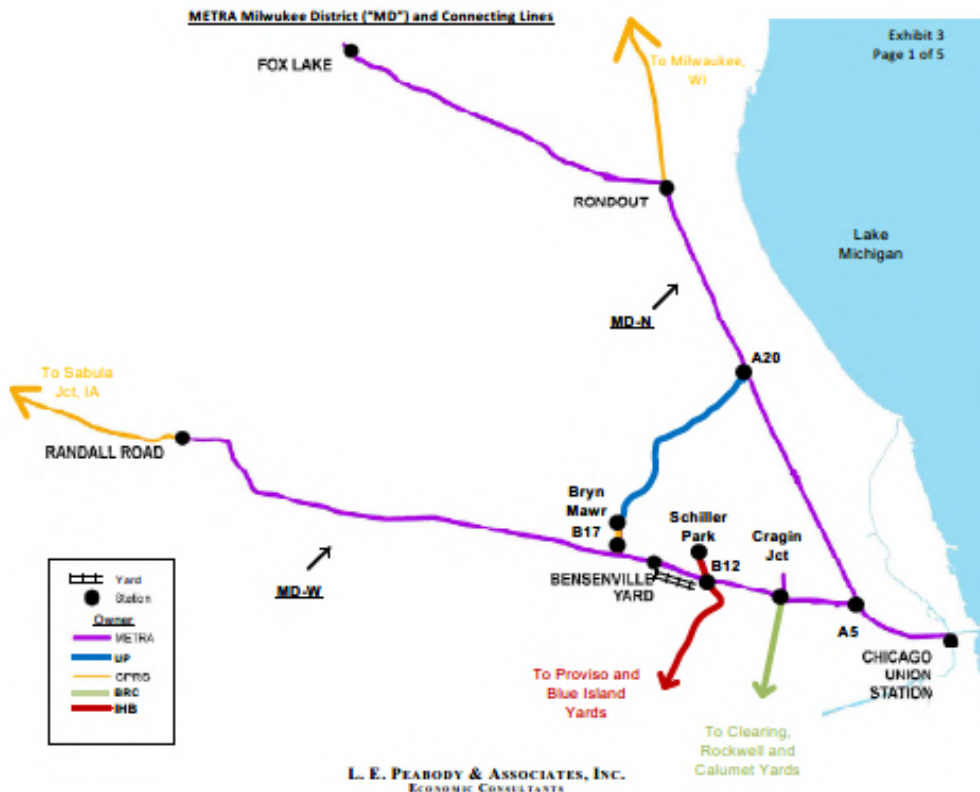 METRA Milwukee District ("MD") and Connecting Lines
Exhibit 3
Page 1 of 5
FOX LAKE
To Milwaukee,
WI
RONDOUT
Lake
Michigan
MD-N
A20
To Sabula
Jct, IA
RANDALL ROAD
Bryn
Mawr
B17
Schiller
Park
Cragin
Jct
B12
BENSENVILLE
YARD
MD-W
A5
CHICAGO
UNION
STATION
Yard
Station
Owner
METRA
UP
CPRS
BRC
IHB
To Proviso and
Blue Island
Yards
To Clearing,
Rockwell and
Calumet Yards
L. E. PEABODY & ASSOCIATES, INC.
ECONOMIC CONSULTANTS